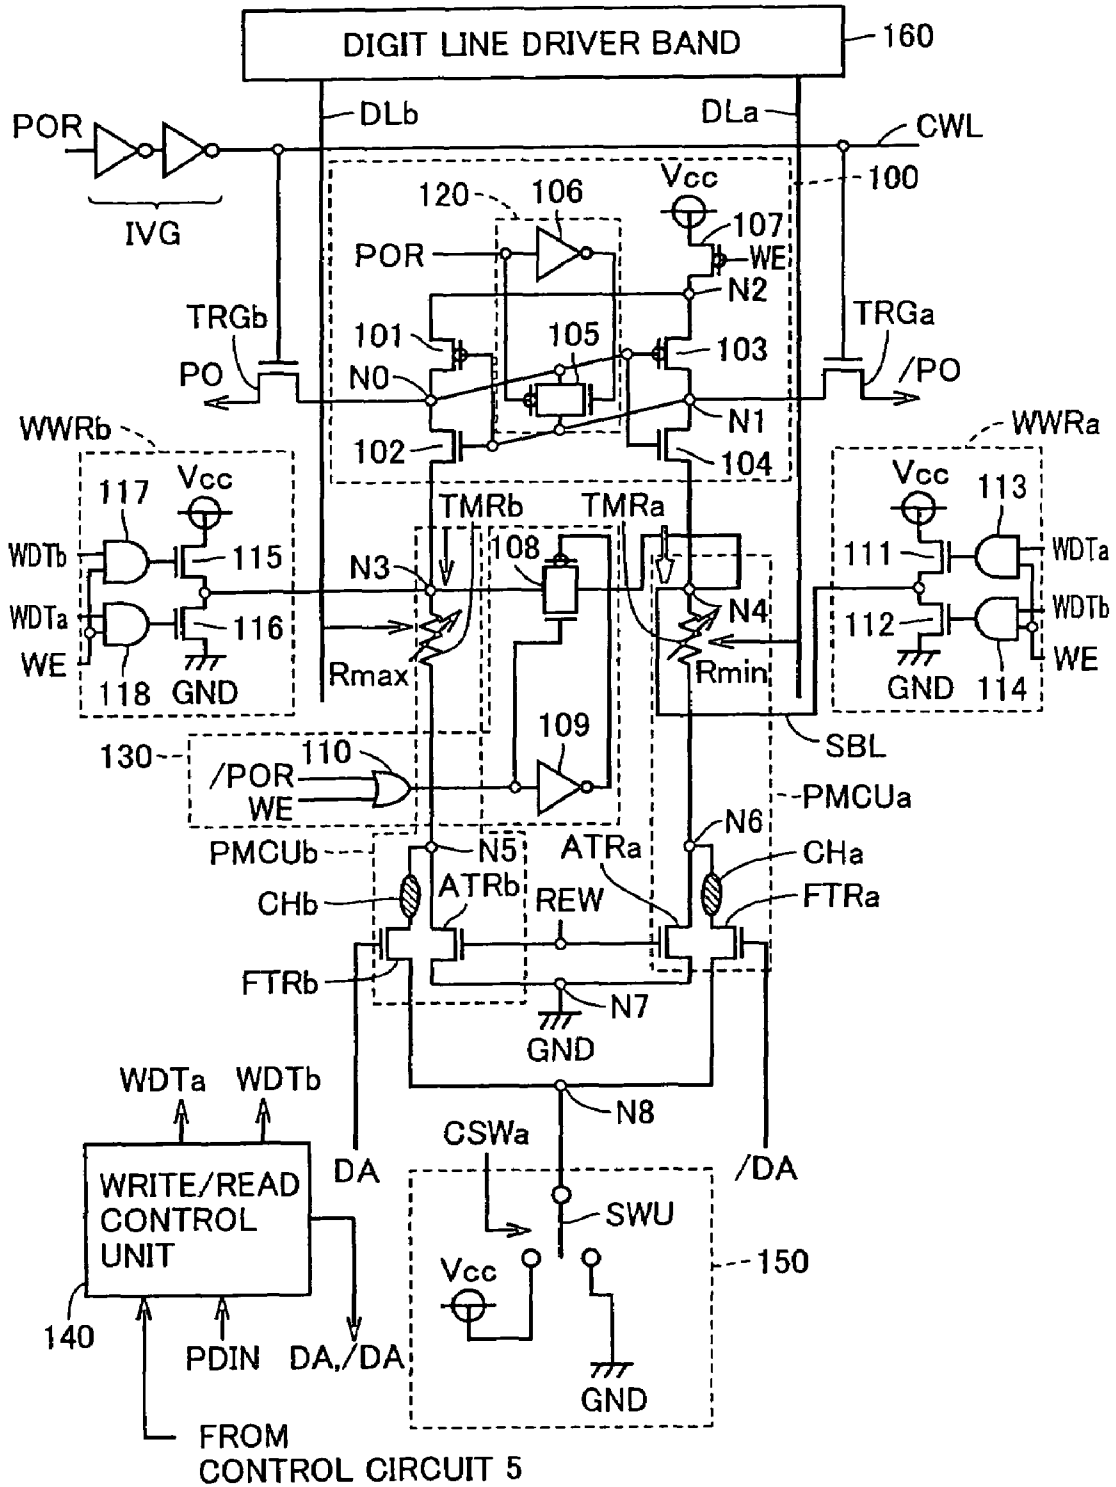 DIGIT LINE DRIVER BAND
160
DLb
DLa
POR
CWL
IVG
120
106
Vcc
100
107
POR
WE
N2
TRGb
101
105
103
TRGa
PO
N0
N1
/PO
102
104
WWRb
WWRa
Vcc
TMRb
TMRa
Vcc
117
113
WDTb
115
N3
108
111
WDTa
WDTa
116
N4
112
WDTb
WE
118
GND
Rmax
Rmin
GND
114
WE
SBL
130
110
109
/POR
WE
PMCUa
PMCUb
N5
ATRa
N6
CHa
CHb
ATRb
REW
FTRa
FTRb
N7
GND
WDTa
WDTb
N8
CSWa
DA
/DA
WRITE/READ
CONTROL
UNIT
SWU
150
Vcc
140
PDIN
DA,/DA
GND
FROM
CONTROL CIRCUIT 5